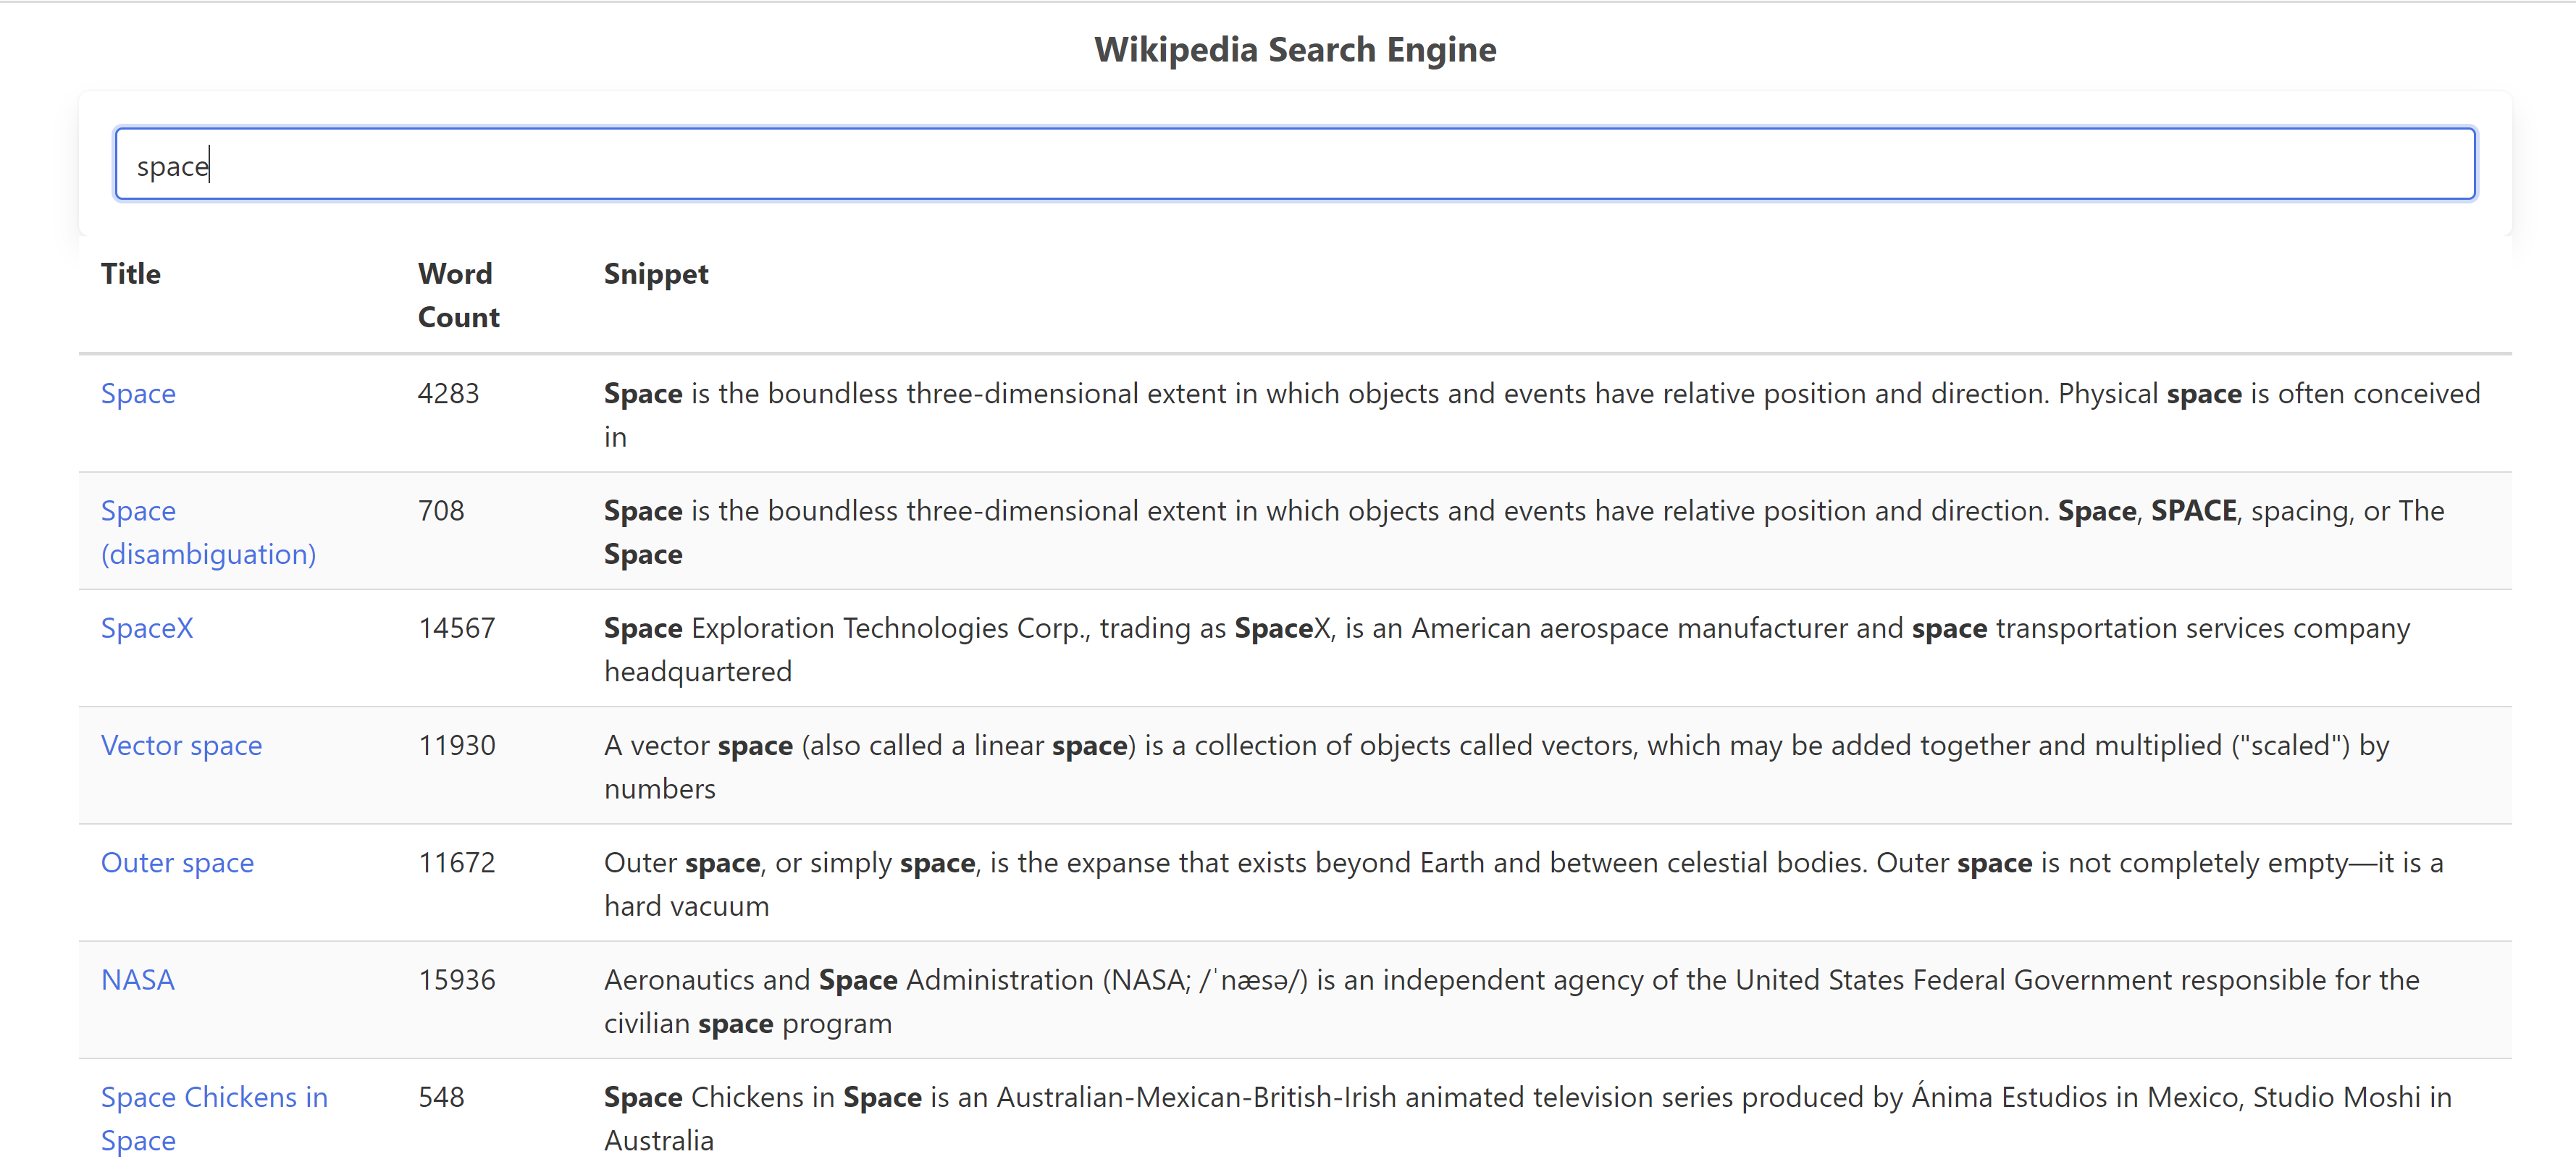 Wikipedia Search Engine
space
Title Word Count Snippet
Space 4283 Space is the boundless three-dimensional extent in which objects and events have relative position and direction. Physical space is often conceived
in
Space (disambiguation) 708 Space is the boundless three-dimensional extent in which objects and events have relative position and direction. Space, SPACE, spacing, or The
Space
SpaceX 14567 Space Exploration Technologies Corp., trading as SpaceX, is an American aerospace manufacturer and space transportation services company
headquartered
Vector space 11930 A vector space (also called a linear space) is a collection of objects called vectors, which may be added together and multiplied ("scaled") by
numbers
Outer space 11672 Outer space, or simply space, is the expanse that exists beyond Earth and between celestial bodies. Outer space is not completely empty—it is a
hard vacuum
NASA 15936 Aeronautics and Space Administration (NASA; /ˈnæsə/) is an independent agency of the United States Federal Government responsible for the
civilian space program
Space Chickens in Space 548 Space Chickens in Space is an Australian-Mexican-British-Irish animated television series produced by Ánima Estudios in Mexico, Studio Moshi in
Australia